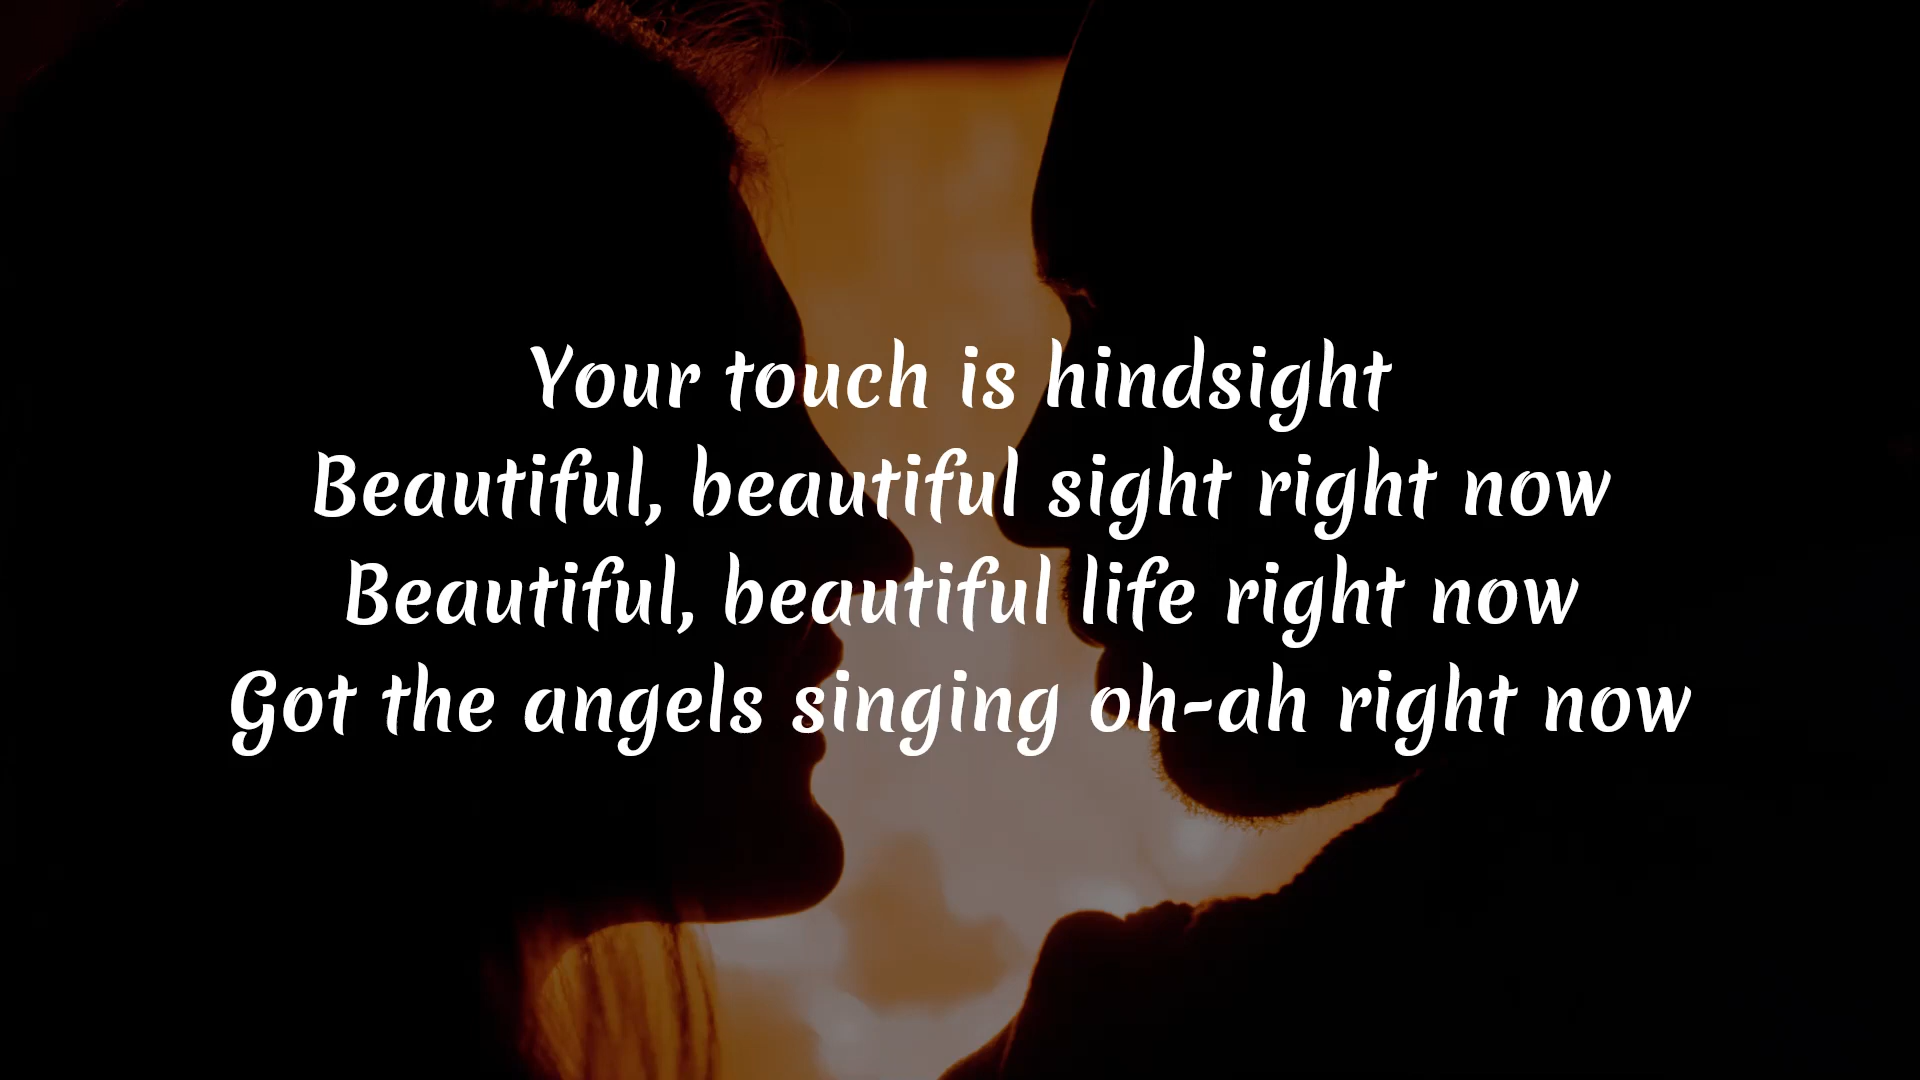 Your touch is hindsight
Beautiful, beautiful sight right now
Beautiful, beautiful life right now
Got the angels singing oh-ah right now